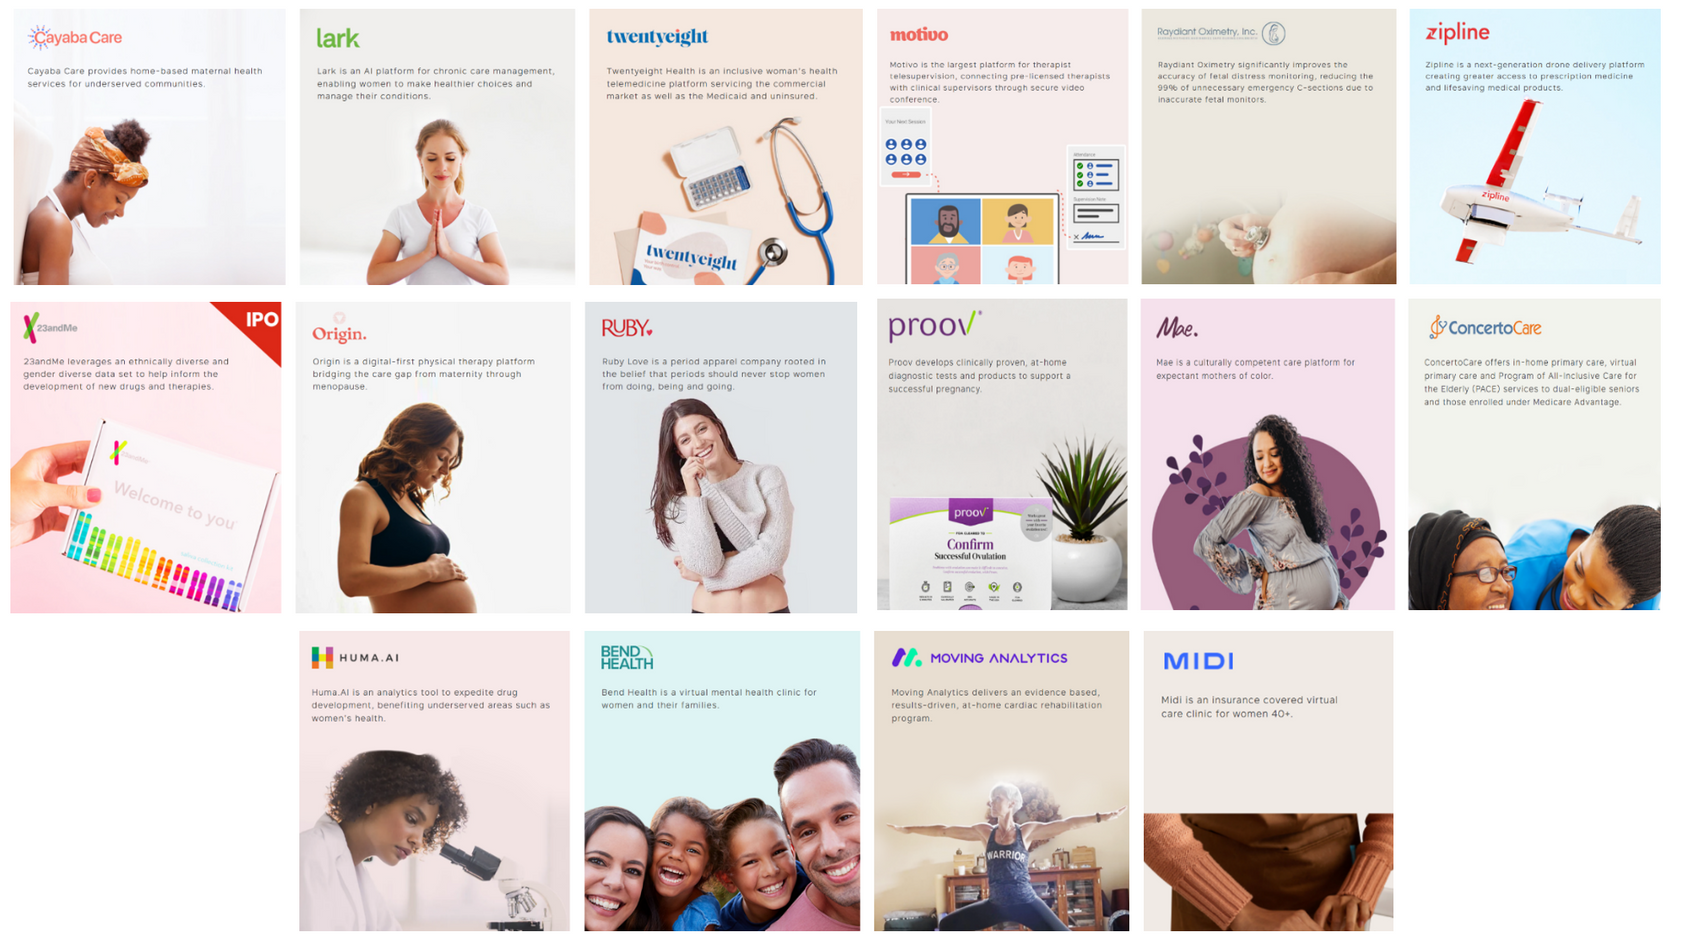 Cayaba Care
Cayaba Care provides home-based maternal health
services for underserved communities.
lark
Lark is an AI platform for chronic care management,
enabling women to make healthier choices and
manage their conditions.
twentyeight
Twentyeight Health is an inclusive woman's health
telemedicine platform servicing the commercial
market as well as the Medicaid and uninsured.
twentyeight
motivo
Motivo is the largest platform for therapist
telesupervision, connecting pre-licensed therapists
with clinical supervisors through secure video
conference.
Your Next Session
Attendance
Supervision Note
Raydiant Oximetry, Inc.
Raydiant Oximetry significantly improves the
accuracy of fetal distress monitoring, reducing the
99% of unnecessary emergency C-sections due to
inaccurate fetal monitors.
zipline
Zipline is a next-generation drone delivery platform
creating greater access to prescription medicine
and lifesaving medical products.
zipline
23andMe
IPO
23andMe leverages an ethnically diverse and
gender diverse data set to help inform the
development of new drugs and therapies.
23andMe
Welcome to you
Origin.
Origin is a digital-first physical therapy platform
bridging the care gap from maternity through
menopause.
RUBY
Ruby Love is a period apparel company rooted in
the belief that periods should never stop women
from doing, being and going.
proov
Proov develops clinically proven, at-home
diagnostic tests and products to support a
successful pregnancy.
proov
Confirm
Successful Ovulation
Mae.
Mae is a culturally competent care platform for
expectant mothers of color.
ConcertoCare
ConcertoCare offers in-home primary care, virtual
primary care and Program of All-Inclusive Care for
the Elderly (PACE) services to dual-eligible seniors
and those enrolled under Medicare Advantage.
HUMA.AI
Huma.AI is an analytics tool to expedite drug
development, benefiting underserved areas such as
women's health.
BEND
HEALTH
Bend Health is a virtual mental health clinic for
women and their families.
MOVING ANALYTICS
Moving Analytics delivers an evidence based,
results-driven, at-home cardiac rehabilitation
program.
WARRIOR
MIDI
Midi is an insurance covered virtual
care clinic for women 40+.